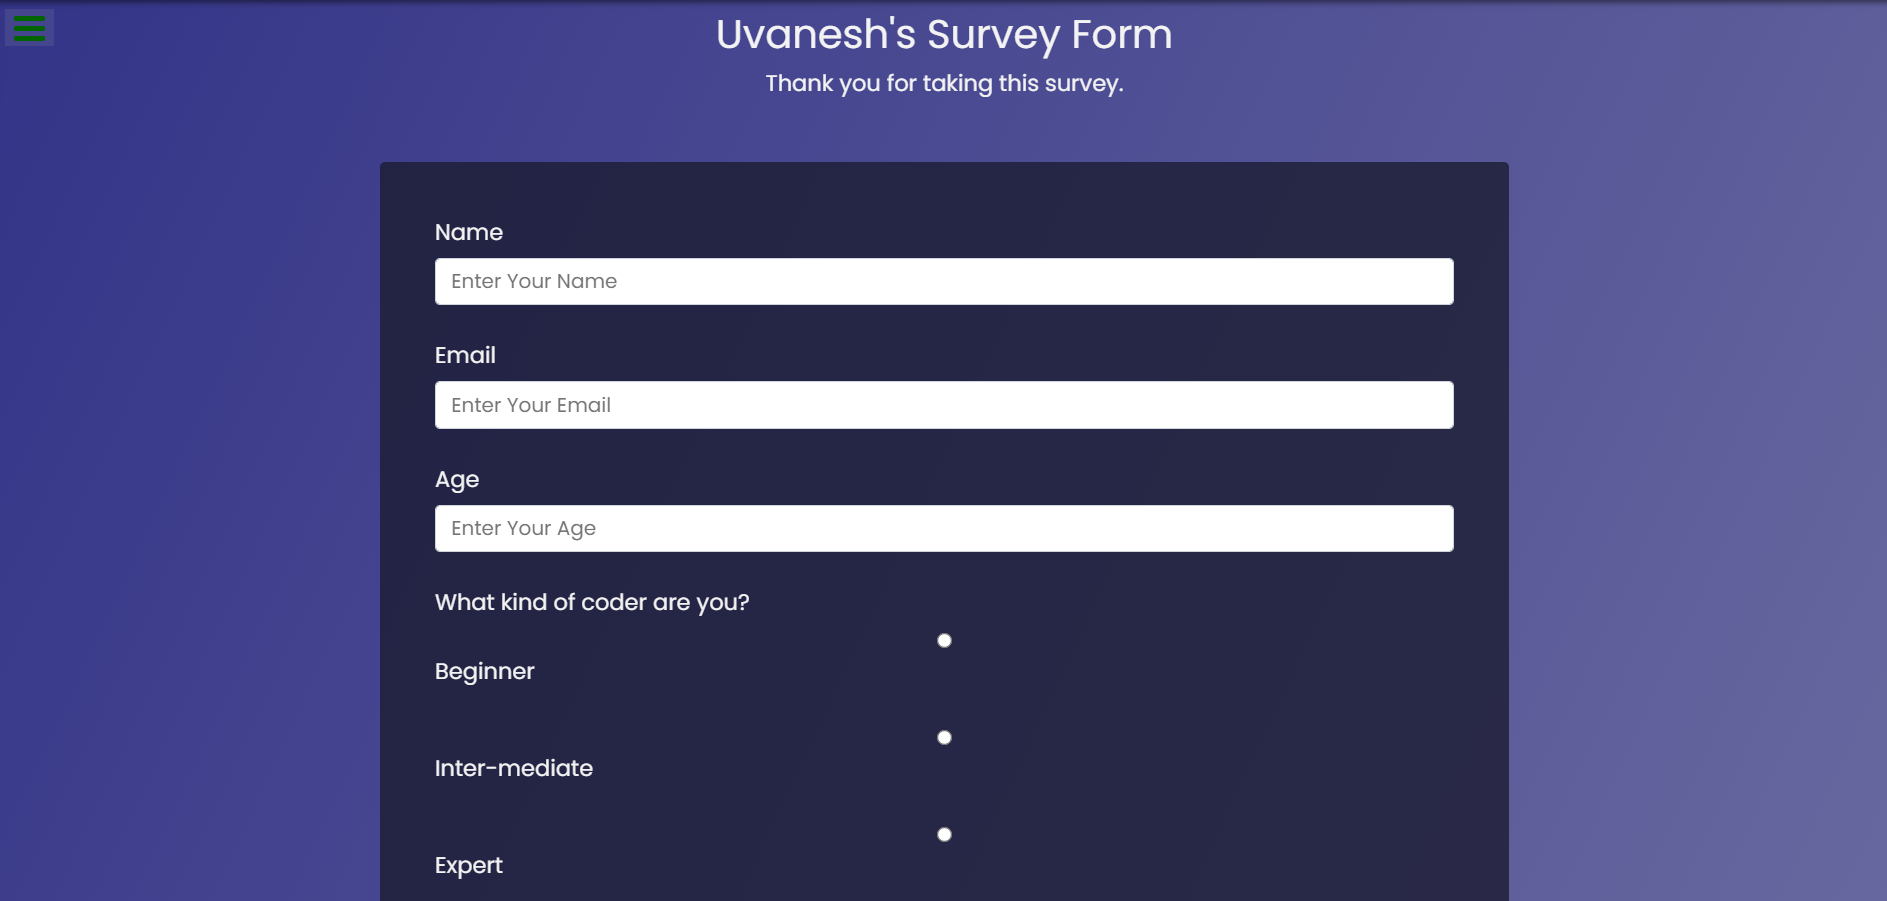 Uvanesh's Survey Form
Thank you for taking this survey.
Name
Enter Your Name
Email
Enter Your Email
Age
Enter Your Age
What kind of coder are you?
Beginner
Inter-mediate
Expert